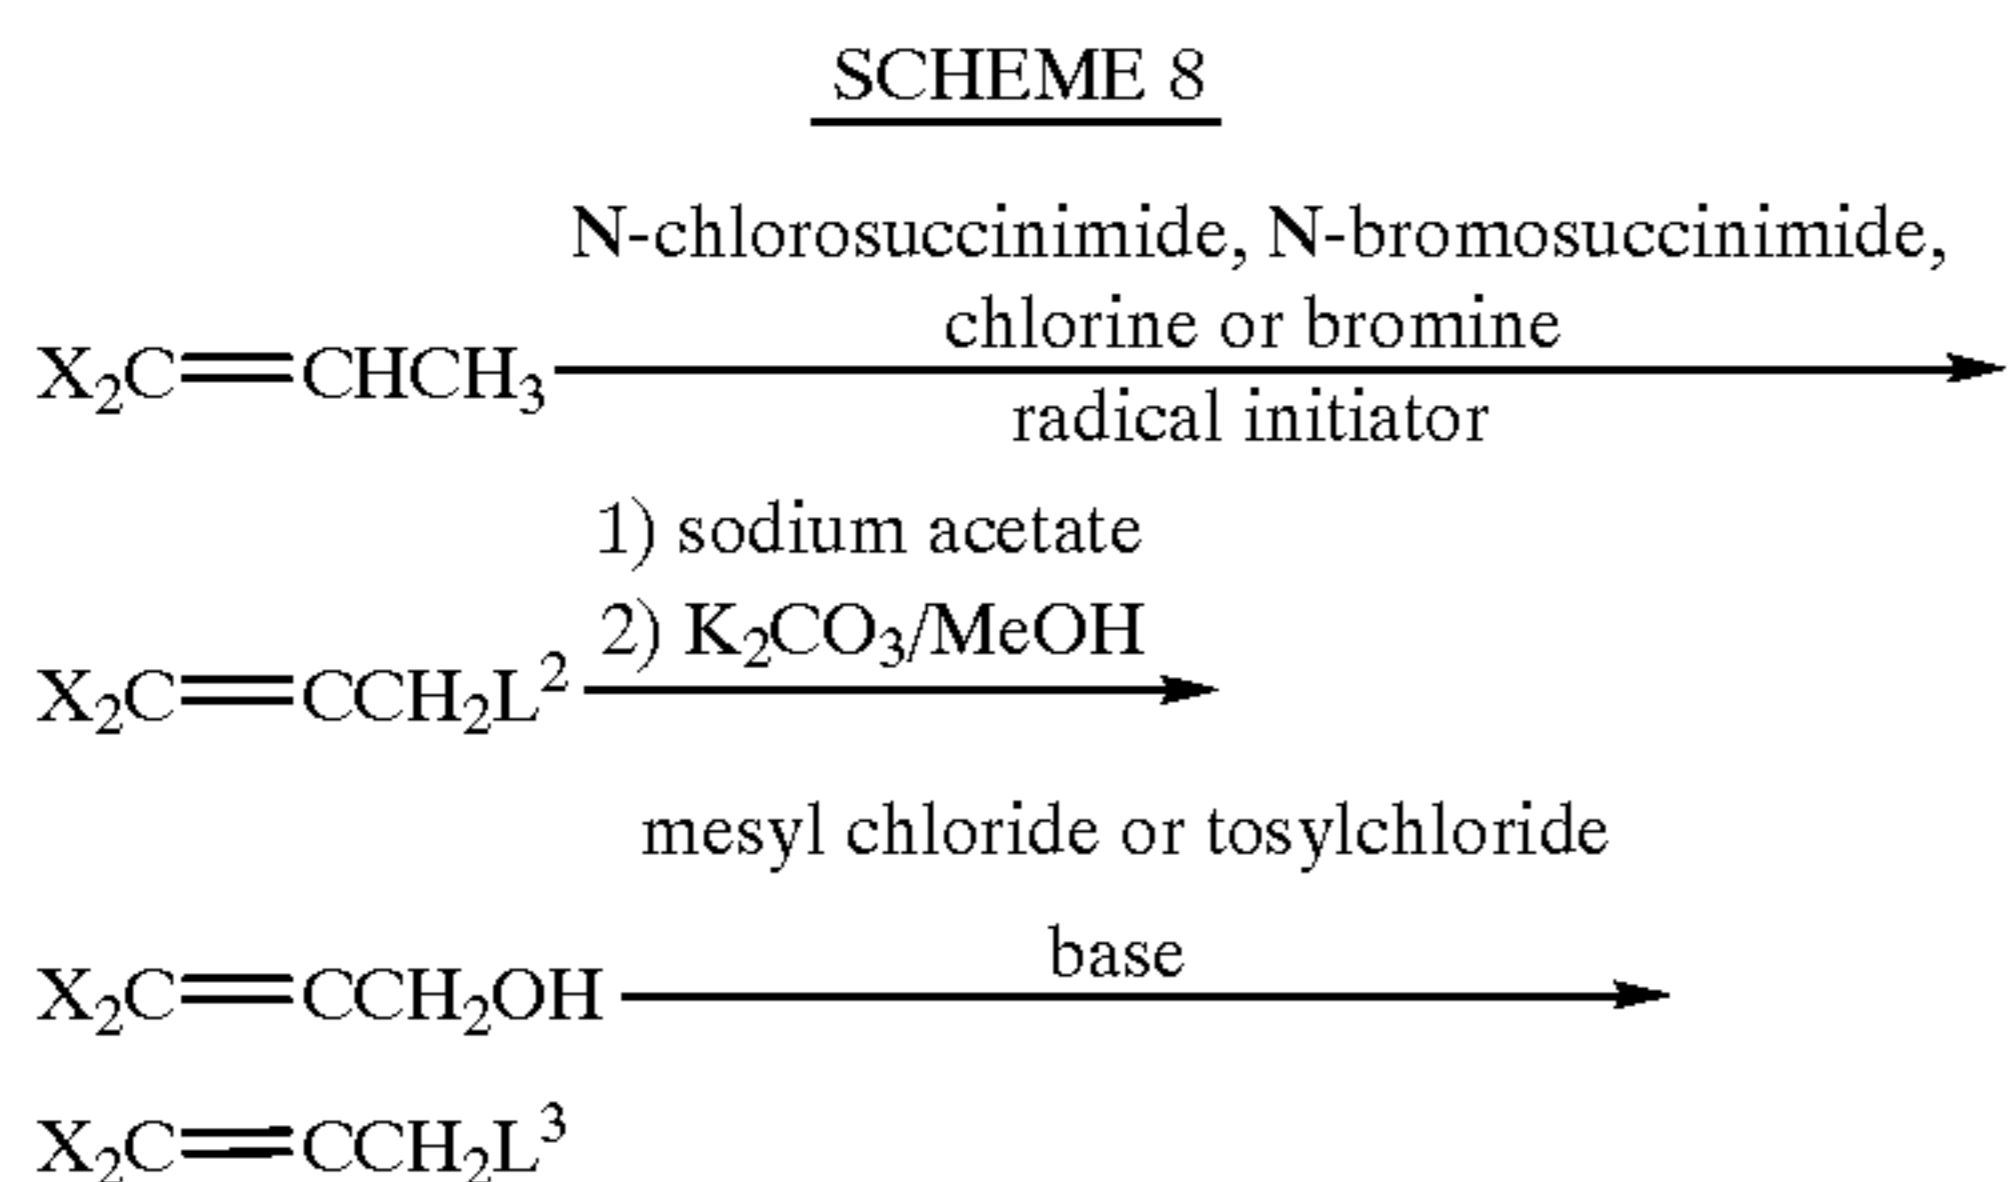 SCHEME 8
N-chlorosuccinimide, N-bromosuccinimide,
chlorine or bromine
X₂C=CHCH₃
radical initiator
1) sodium acetate
2) K₂CO₃/MeOH
X₂C=CCH₂L²
mesyl chloride or tosylchloride
base
X₂C=CCH₂OH
X₂C=CCH₂L³